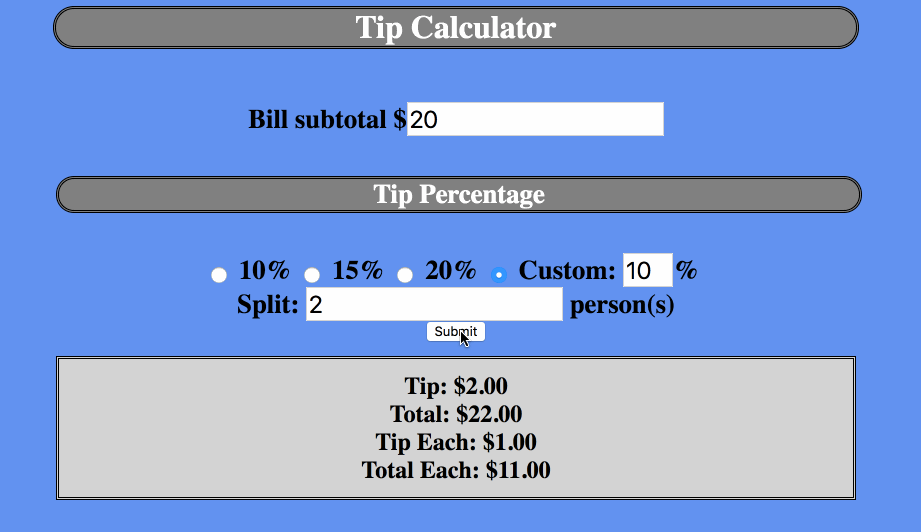 Tip Calculator
Bill subtotal $20
Tip Percentage
10% 15% 20% Custom: 10 %
Split: 2 person(s)
Submit
Tip: $2.00
Total: $22.00
Tip Each: $1.00
Total Each: $11.00